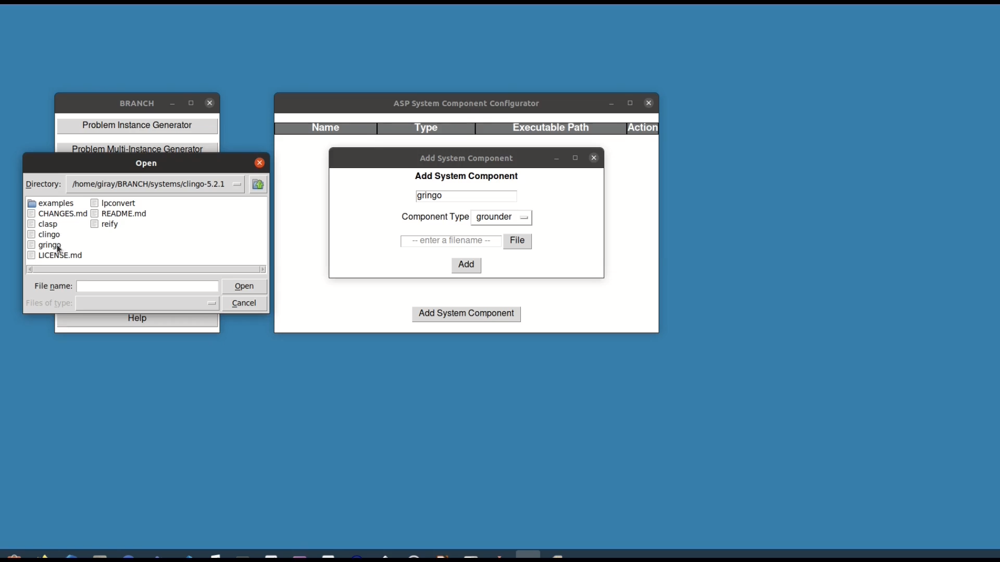 BRANCH
Problem Instance Generator
Problem Multi-Instance Generator
Open
Directory: /home/giray/BRANCH/systems/clingo-5.2.1
examples
CHANGES.md
clasp
clingo
gringo
LICENSE.md
lpconvert
README.md
reify
File name:
Open
Files of type:
Cancel
Help
ASP System Component Configurator
Name Type Executable Path Action
Add System Component
Add System Component
gringo
Component Type grounder
-- enter a filename -- File
Add
Add System Component